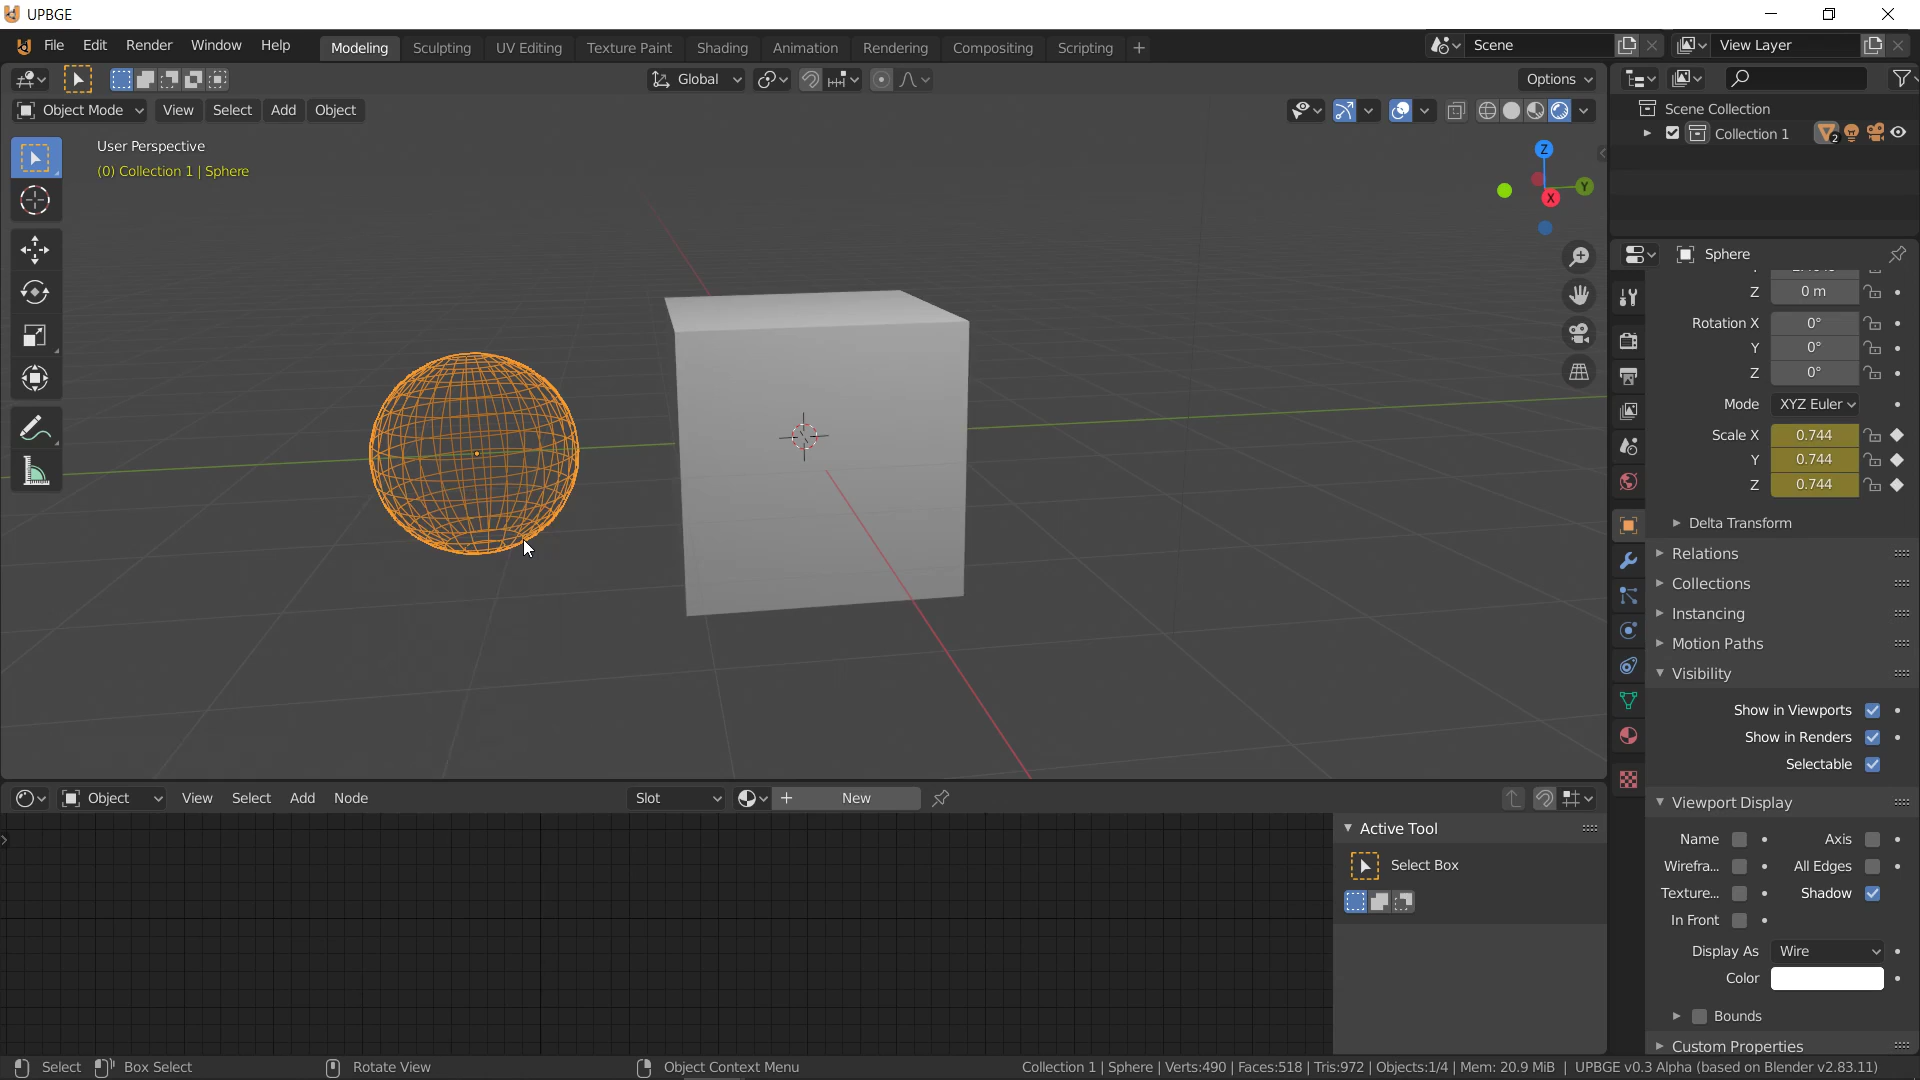 UPBGE
File Edit Render Window Help Modeling Sculpting UV Editing Texture Paint Shading Animation Rendering Compositing Scripting + Scene View Layer
Global Options
Object Mode View Select Add Object
Scene Collection
Collection 1 2
User Perspective
(0) Collection 1 | Sphere
Z
Y
X
Sphere
Z 0 m
Rotation X 0°
Y 0°
Z 0°
Mode XYZ Euler
Scale X 0.744
Y 0.744
Z 0.744
Delta Transform
Relations
Collections
Instancing
Motion Paths
Visibility
Show in Viewports
Show in Renders
Selectable
Viewport Display
Name Axis
Wirefra... All Edges
Texture... Shadow
In Front
Display As Wire
Color
Bounds
Custom Properties
Object View Select Add Node Slot + New
Active Tool
Select Box
Select Box Select Rotate View Object Context Menu Collection 1 | Sphere | Verts:490 | Faces:518 | Tris:972 | Objects:1/4 | Mem: 20.9 MiB | UPBGE v0.3 Alpha (based on Blender v2.83.11)